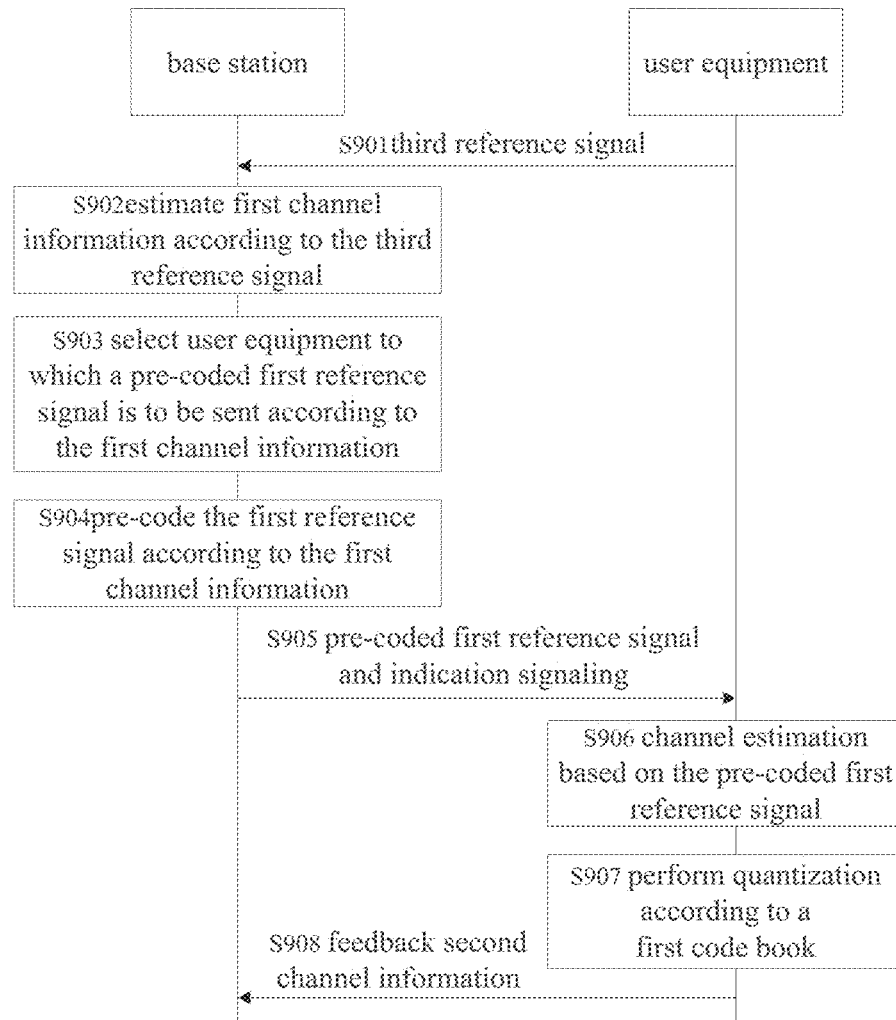 base station
user equipment
S901third reference signal
S902estimate first channel
information according to the third
reference signal
S903 select user equipment to
which a pre-coded first reference
signal is to be sent according to
the first channel information
S904pre-code the first reference
signal according to the first
channel information
S905 pre-coded first reference signal
and indication signaling
S906 channel estimation
based on the pre-coded first
reference signal
S907 perform quantization
according to a
first code book
S908 feedback second
channel information